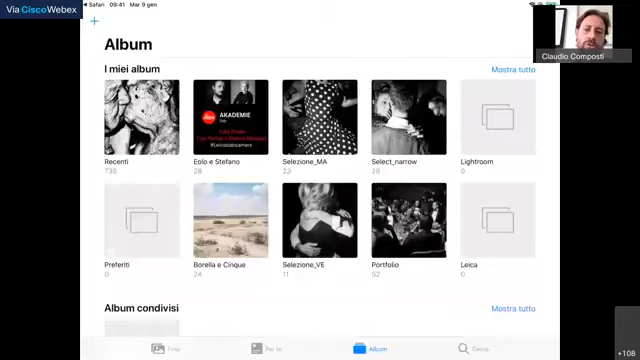 Via CiscoWebex
Safari 09:41 Mar 9 gen
Album
I miei album
Mostra tutto
AKADEMIE
Recenti
735
Eolo e Stefano
28
Selezione_MA
23
Select_narrow
26
Lightroom
0
Preferiti
0
Borella e Cinque
24
Selezione_VE
11
Portfolio
52
Leica
0
Album condivisi
Mostra tutto
Foto
Per te
Album
Cerca
Claudio Composti
+108